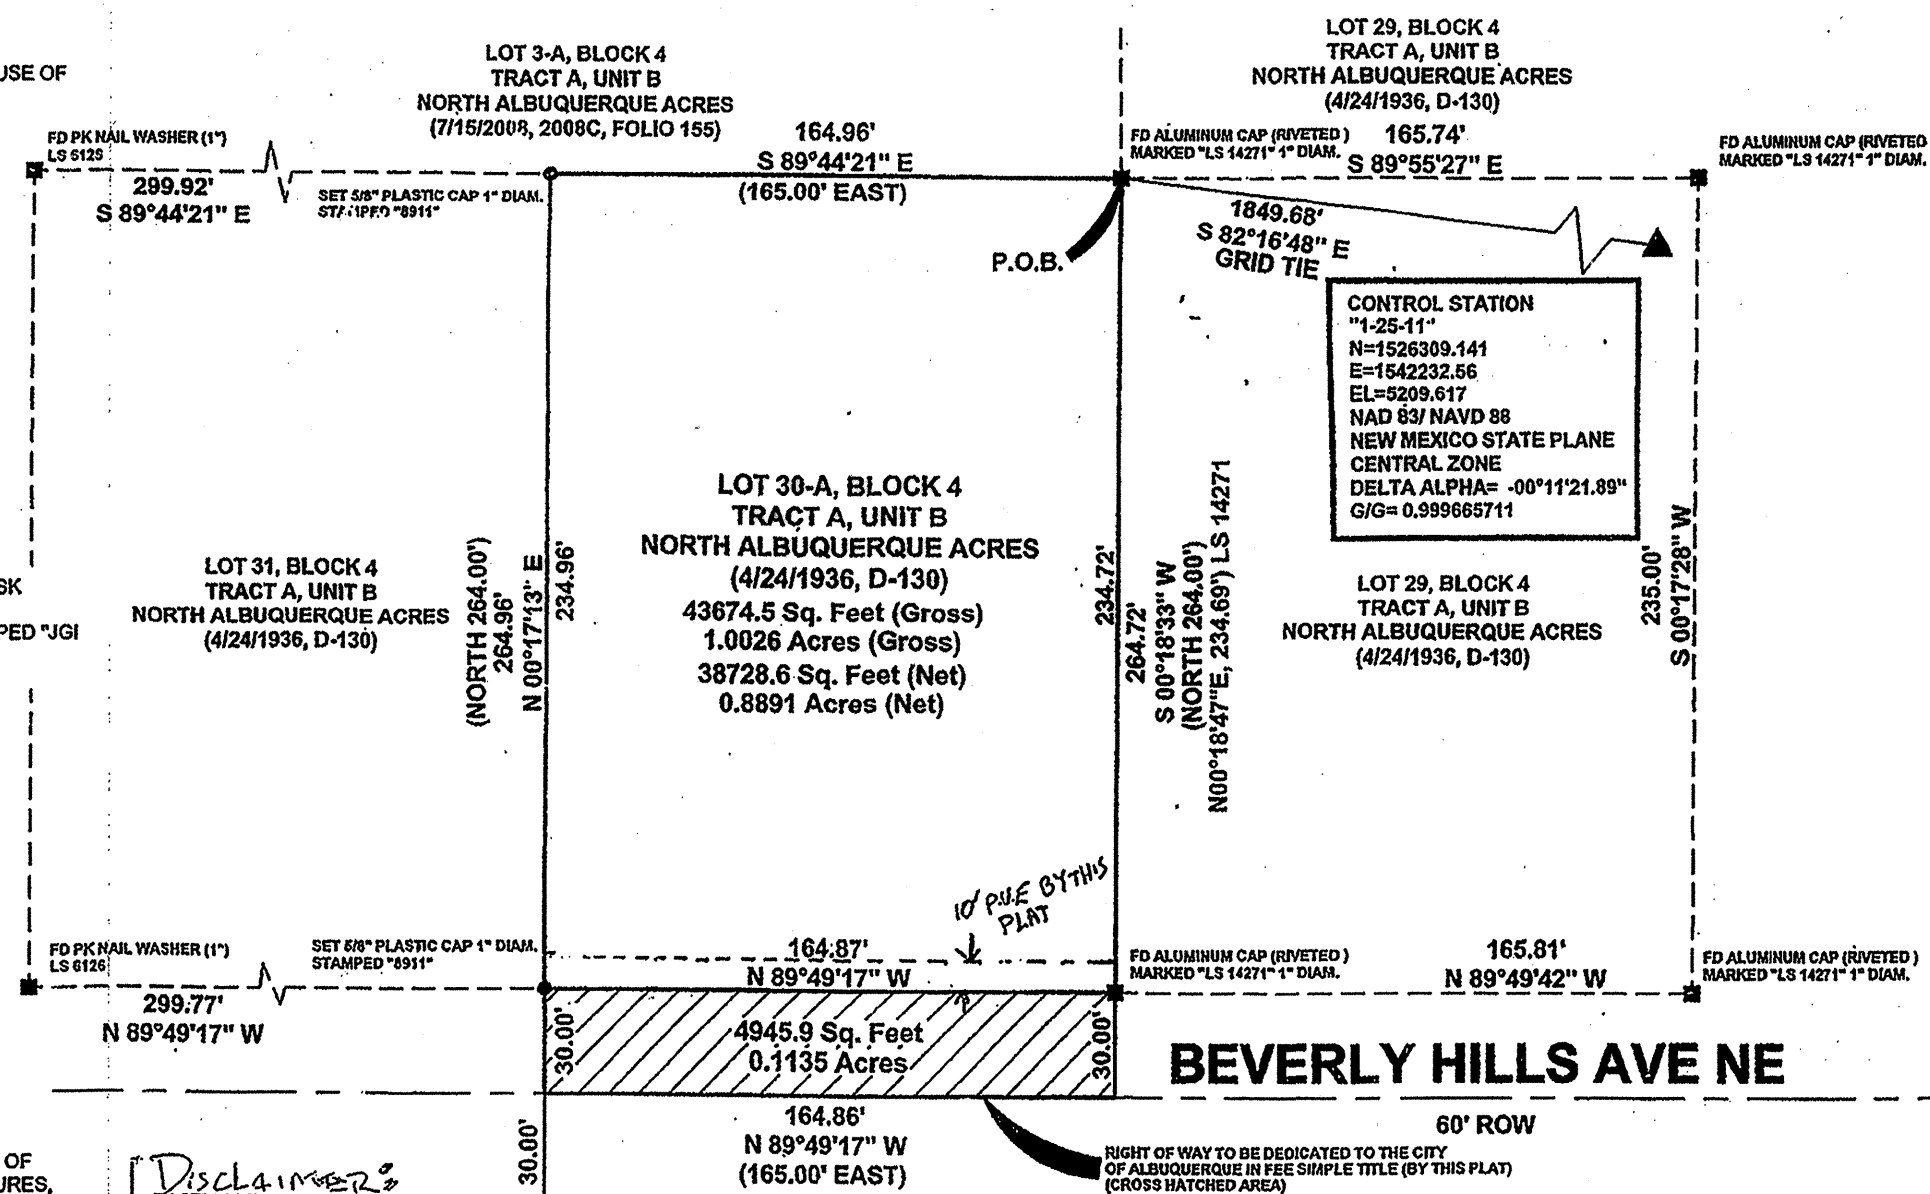 USE OF
LOT 3-A, BLOCK 4
TRACT A, UNIT B
NORTH ALBUQUERQUE ACRES
(7/15/2008, 2008C, FOLIO 155)
LOT 29, BLOCK 4
TRACT A, UNIT B
NORTH ALBUQUERQUE ACRES
(4/24/1936, D-130)
FD PK NAIL WASHER (1")
LS 6129
299.92'
S 89°44'21" E
SET 5/8" PLASTIC CAP 1" DIAM.
STAMPED "8911"
164.96'
S 89°44'21" E
(165.00' EAST)
FD ALUMINUM CAP (RIVETED )
MARKED "LS 14271" 1" DIAM.
165.74'
S 89°55'27" E
FD ALUMINUM CAP (RIVETED
MARKED "LS 14271" 1" DIAM.
P.O.B.
1849.68'
S 82°16'48" E
GRID TIE
CONTROL STATION
"1-25-11"
N=1526309.141
E=1542232.56
EL=5209.617
NAD 83/ NAVD 88
NEW MEXICO STATE PLANE
CENTRAL ZONE
DELTA ALPHA= -00°11'21.89"
G/G= 0.999665711
SK
PED "JGI
LOT 31, BLOCK 4
TRACT A, UNIT B
NORTH ALBUQUERQUE ACRES
(4/24/1936, D-130)
(NORTH 264.00')
264.96'
N 00°17'13" E
234.96'
LOT 30-A, BLOCK 4
TRACT A, UNIT B
NORTH ALBUQUERQUE ACRES
(4/24/1936, D-130)
43674.5 Sq. Feet (Gross)
1.0026 Acres (Gross)
38728.6 Sq. Feet (Net)
0.8891 Acres (Net)
234.72'
264.72'
S 00°18'33" W
(NORTH 264.00')
N00°18'47"E, 234.69') LS 14271
LOT 29, BLOCK 4
TRACT A, UNIT B
NORTH ALBUQUERQUE ACRES
(4/24/1936, D-130)
235.00'
S 00°17'28" W
10' P.U.E BY THIS
PLAT
FD PK NAIL WASHER (1")
LS 6126
299.77'
N 89°49'17" W
SET 5/8" PLASTIC CAP 1" DIAM.
STAMPED "8911"
164.87'
N 89°49'17" W
FD ALUMINUM CAP (RIVETED )
MARKED "LS 14271" 1" DIAM.
165.81'
N 89°49'42" W
FD ALUMINUM CAP (RIVETED )
MARKED "LS 14271" 1" DIAM.
30.00'
4945.9 Sq. Feet
0.1135 Acres
30.00'
BEVERLY HILLS AVE NE
60' ROW
164.86'
N 89°49'17" W
(165.00' EAST)
30.00'
RIGHT OF WAY TO BE DEDICATED TO THE CITY
OF ALBUQUERQUE IN FEE SIMPLE TITLE (BY THIS PLAT)
(CROSS HATCHED AREA)
OF
URES,
DISCLAIMER: